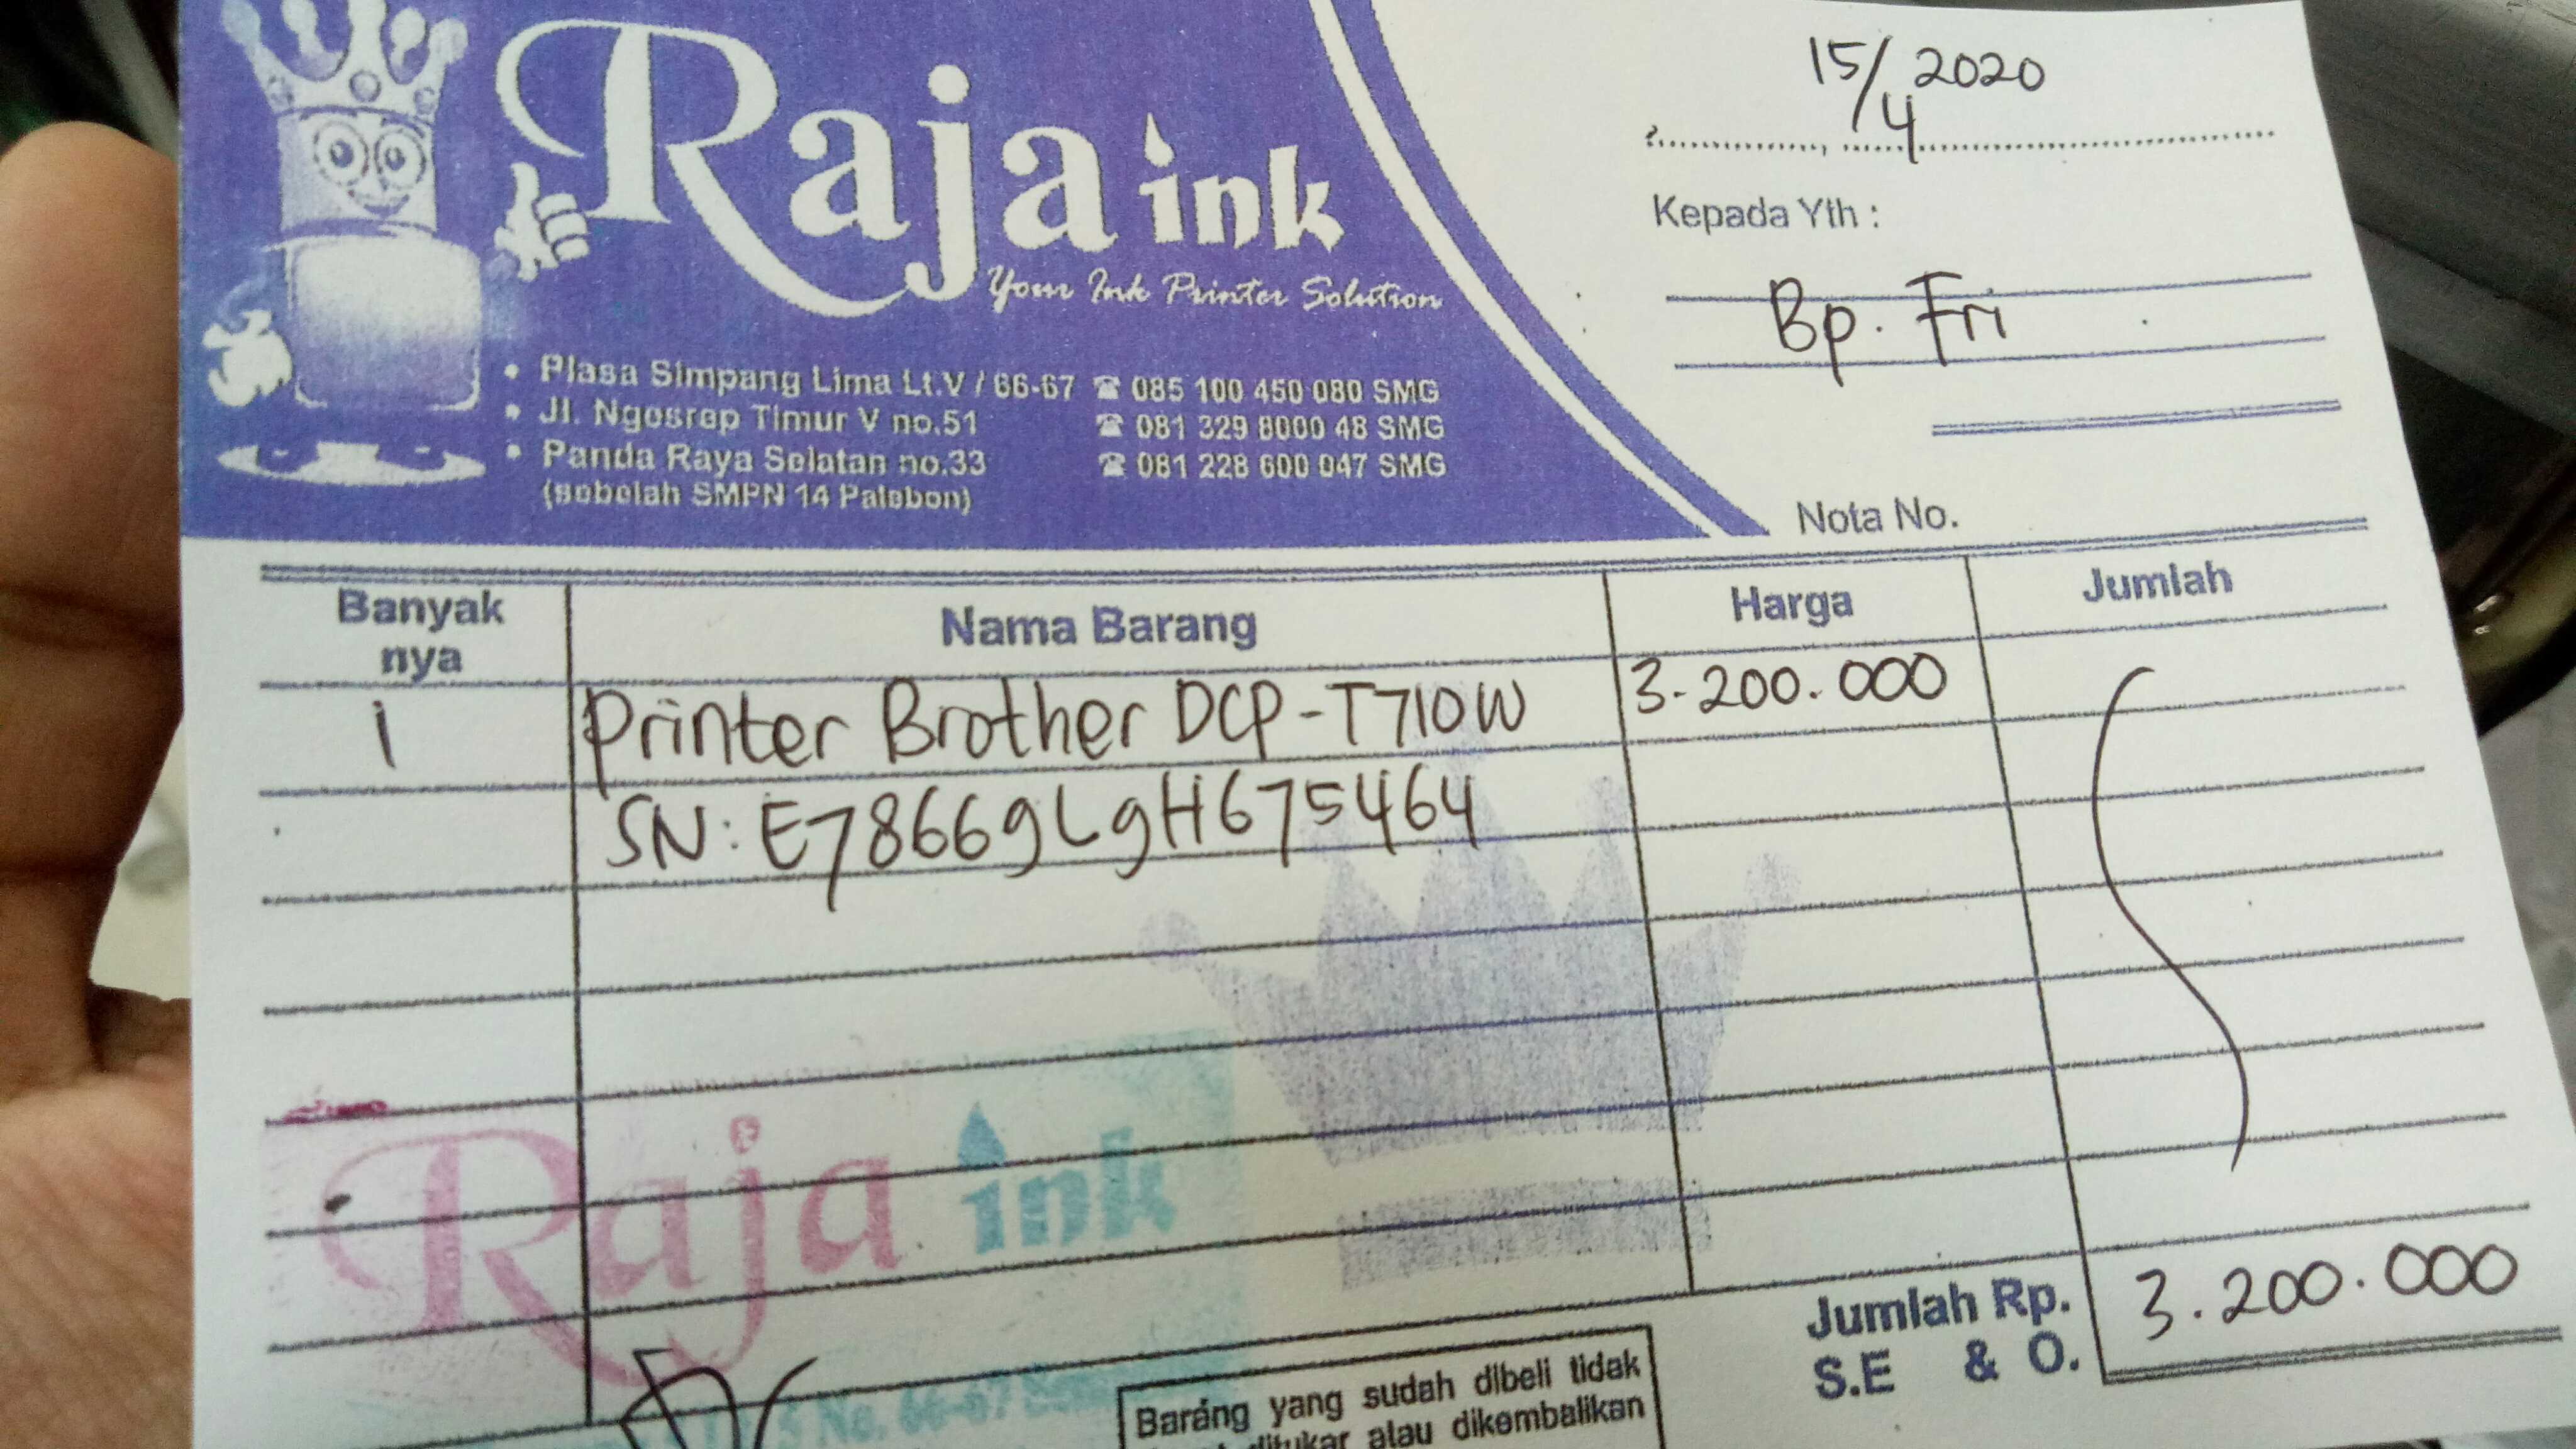 Raja ink
Your Ink Printer Solution
• Plasa Simpang Lima Lt.V / 66-67 ☎ 085 100 450 080 SMG
• Jl. Ngesrep Timur V no.51 ☎ 081 329 8000 48 SMG
• Panda Raya Selatan no.33 ☎ 081 228 600 047 SMG
(sebelah SMPN 14 Palebon)
15/4 2020
Kepada Yth :
Bp. Fri
Nota No.
Banyak nya Nama Barang Harga Jumlah
1 Printer Brother DCP-T710W 3.200.000
SN: E78669L9H675464
Raja ink
No. 66-67
Jumlah Rp. 3.200.000
S.E & O.
Barang yang sudah dibeli tidak
ditukar atau dikembalikan